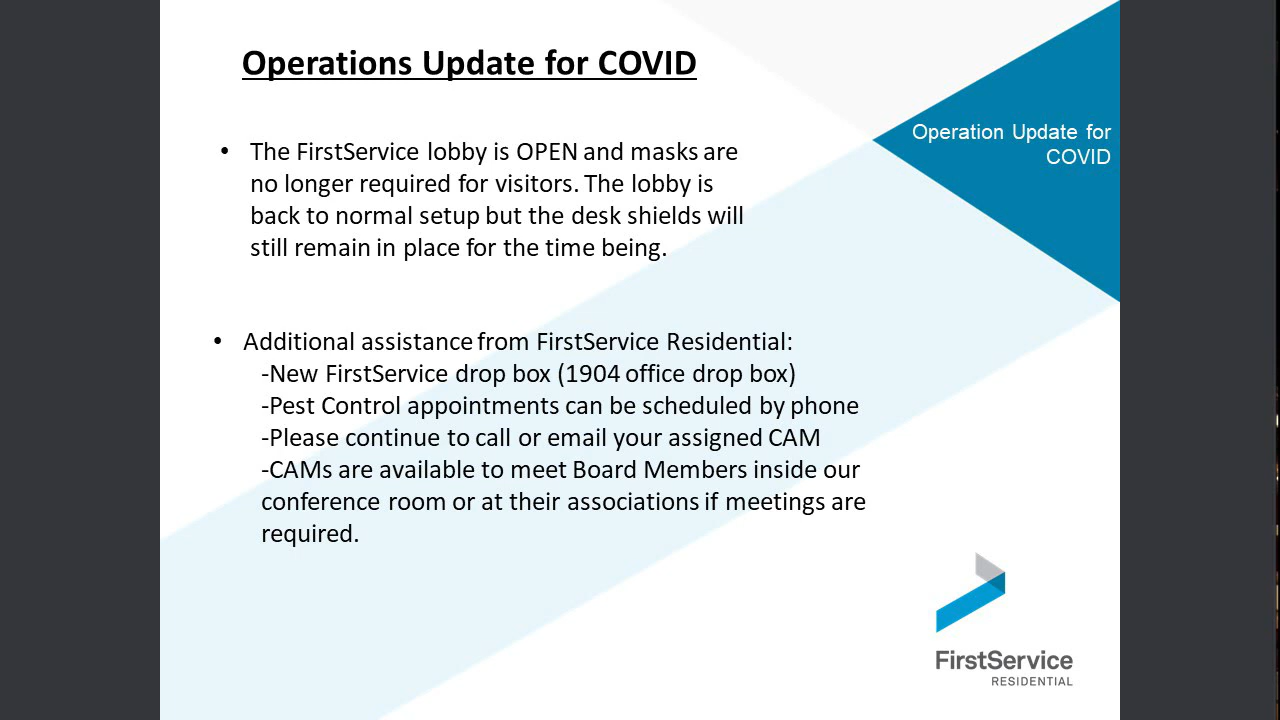 Operations Update for COVID
Operation Update for
COVID
• The FirstService lobby is OPEN and masks are
no longer required for visitors. The lobby is
back to normal setup but the desk shields will
still remain in place for the time being.
• Additional assistance from FirstService Residential:
-New FirstService drop box (1904 office drop box)
-Pest Control appointments can be scheduled by phone
-Please continue to call or email your assigned CAM
-CAMs are available to meet Board Members inside our
conference room or at their associations if meetings are
required.
FirstService
RESIDENTIAL